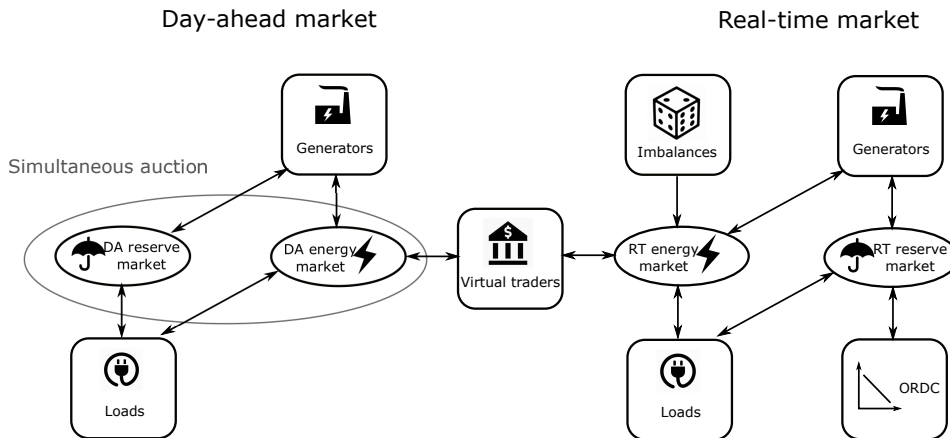 Day-ahead market
Real-time market
Generators
Imbalances
Generators
Simultaneous auction
DA reserve
market
DA energy
market
$
Virtual traders
RT energy
market
RT reserve
market
Loads
Loads
ORDC